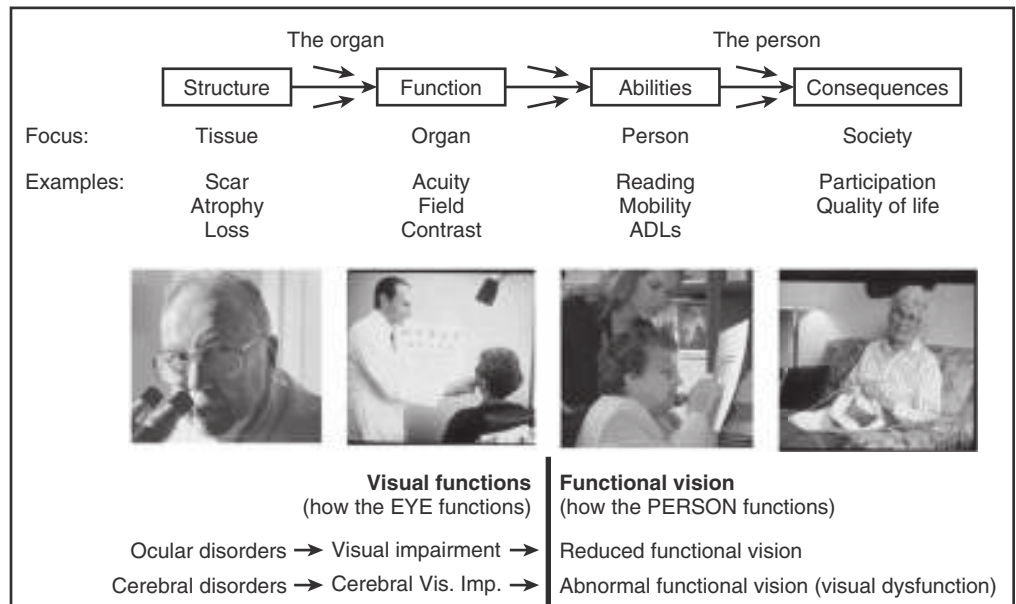 The organ The person
Structure Function Abilities Consequences
Focus: Tissue Organ Person Society
Examples: Scar Acuity Reading Participation
Atrophy Field Mobility Quality of life
Loss Contrast ADLs
Visual functions Functional vision
(how the EYE functions) (how the PERSON functions)
Ocular disorders → Visual impairment → Reduced functional vision
Cerebral disorders → Cerebral Vis. Imp. → Abnormal functional vision (visual dysfunction)